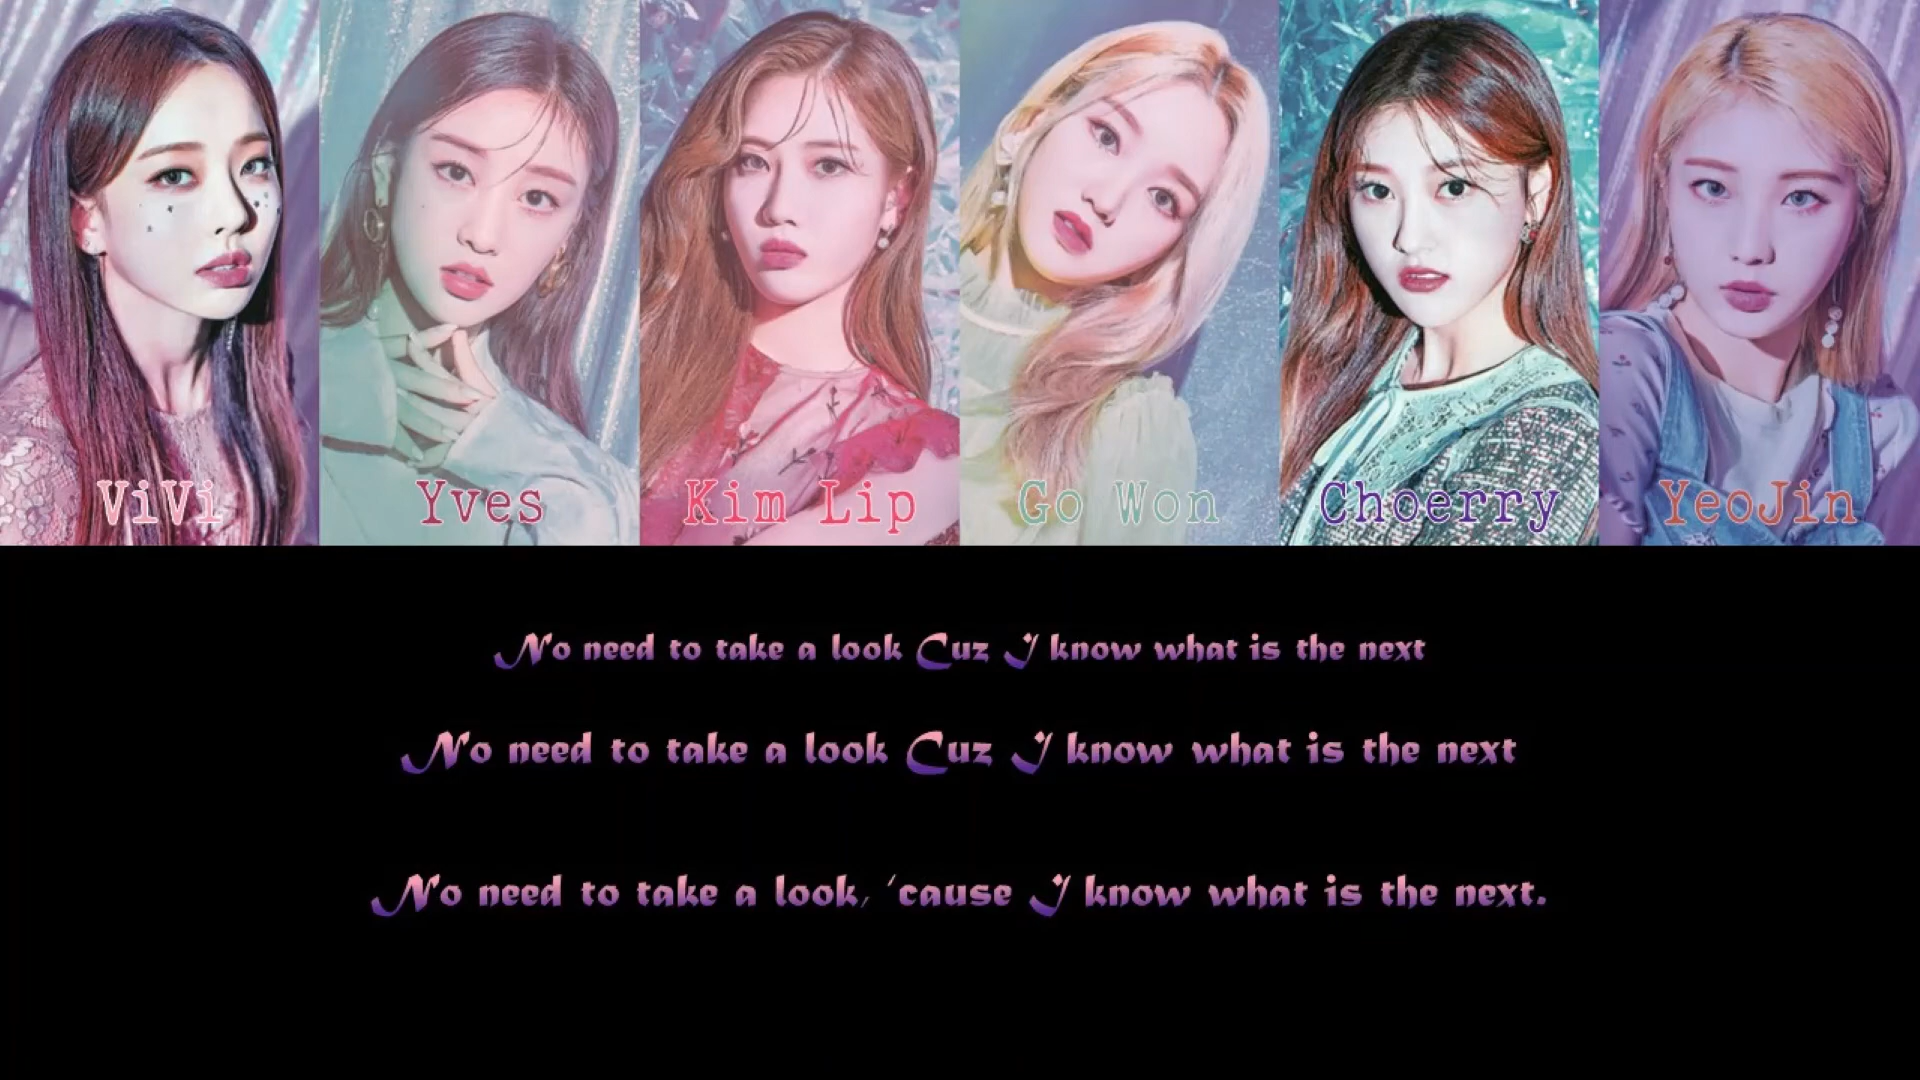 ViVi Yves Kim Lip Go Won Choerry YeoJin
No need to take a look Cuz I know what is the next
No need to take a look Cuz I know what is the next
No need to take a look, 'cause I know what is the next.